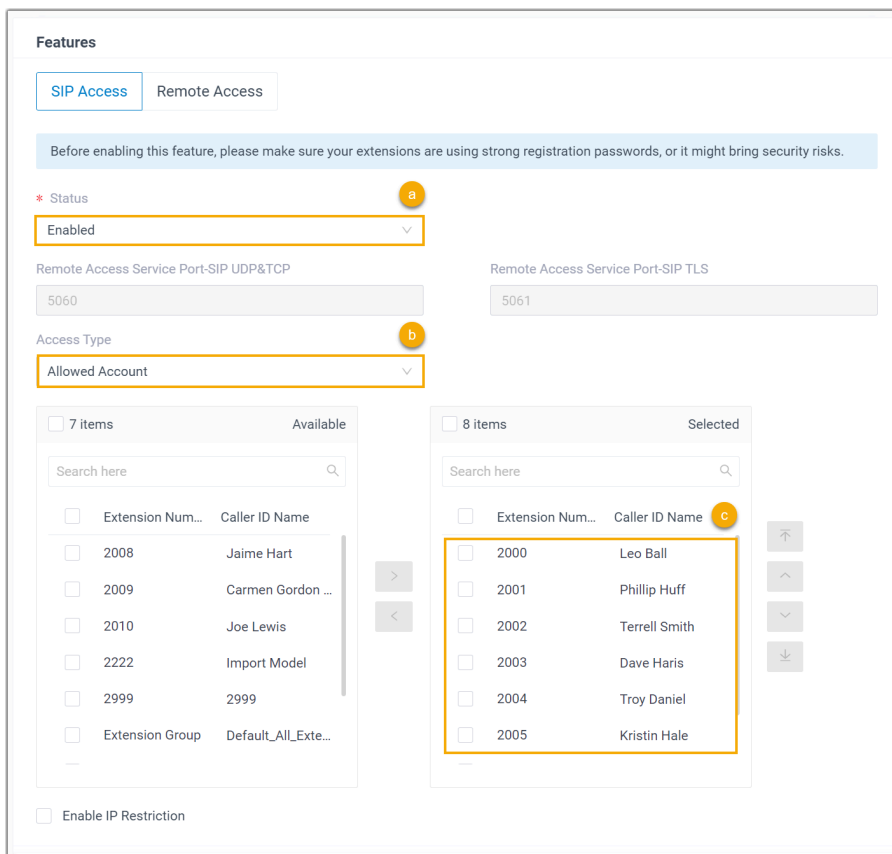 Features
SIP Access Remote Access
Before enabling this feature, please make sure your extensions are using strong registration passwords, or it might bring security risks.
* Status a
Enabled
Remote Access Service Port-SIP UDP&TCP Remote Access Service Port-SIP TLS
5060 5061
Access Type b
Allowed Account
7 items Available 8 items Selected
Search here Search here
Extension Num... Caller ID Name Extension Num... Caller ID Name c
2008 Jaime Hart 2000 Leo Ball
2009 Carmen Gordon ... 2001 Phillip Huff
2010 Joe Lewis 2002 Terrell Smith
2222 Import Model 2003 Dave Haris
2999 2999 2004 Troy Daniel
Extension Group Default_All_Exte... 2005 Kristin Hale
Enable IP Restriction